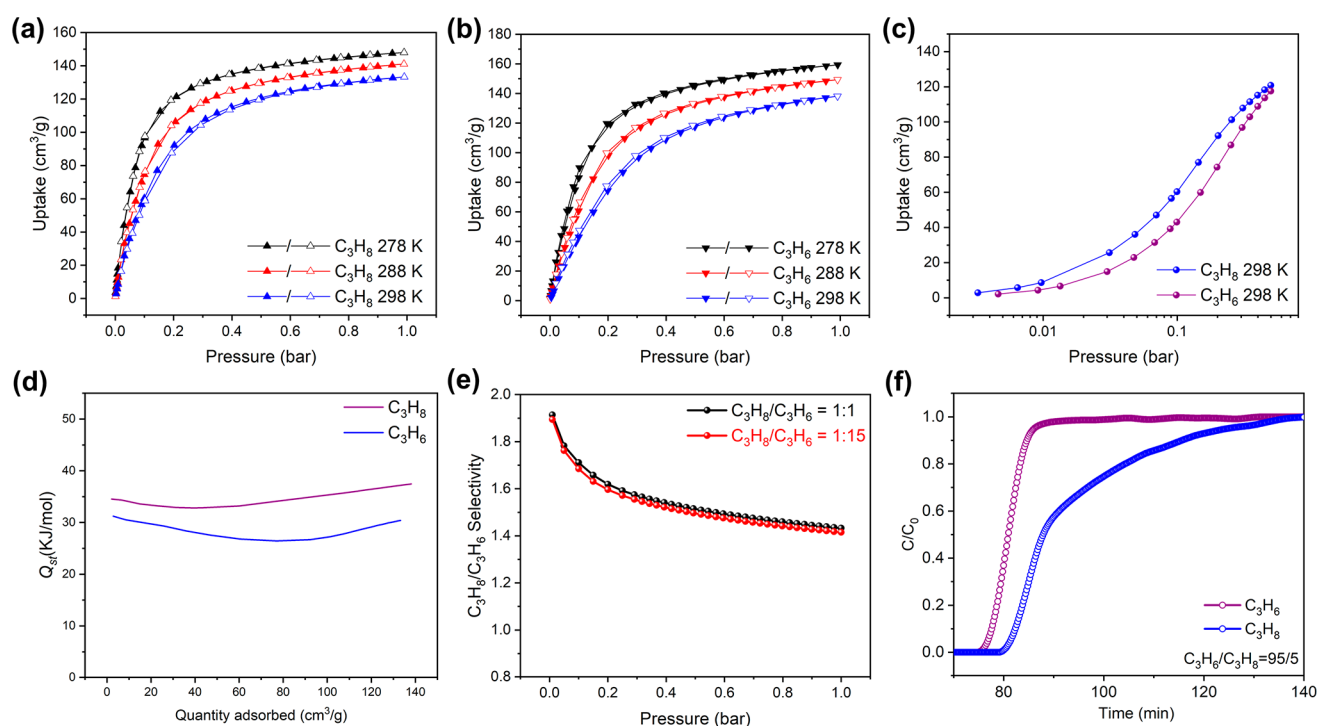 (a)
160
140
120
100
80
60
40
20
0
Uptake (cm³/g)
0.0 0.2 0.4 0.6 0.8 1.0
Pressure (bar)
C₃H₈ 278 K
C₃H₈ 288 K
C₃H₈ 298 K
(b)
180
160
140
120
100
80
60
40
20
0
Uptake (cm³/g)
0.0 0.2 0.4 0.6 0.8 1.0
Pressure (bar)
C₃H₆ 278 K
C₃H₆ 288 K
C₃H₆ 298 K
(c)
140
120
100
80
60
40
20
0
Uptake (cm³/g)
0.01 0.1
Pressure (bar)
C₃H₈ 298 K
C₃H₆ 298 K
(d)
50
40
30
20
10
0
Qst(KJ/mol)
0 20 40 60 80 100 120 140
Quantity adsorbed (cm³/g)
C₃H₈
C₃H₆
(e)
2.0
1.8
1.6
1.4
1.2
1.0
0.8
C₃H₈/C₃H₆ Selectivity
0.0 0.2 0.4 0.6 0.8 1.0
Pressure (bar)
C₃H₈/C₃H₆ = 1:1
C₃H₈/C₃H₆ = 1:15
(f)
1.0
0.8
0.6
0.4
0.2
0.0
C/C₀
80 100 120 140
Time (min)
C₃H₆
C₃H₈
C₃H₆/C₃H₈=95/5